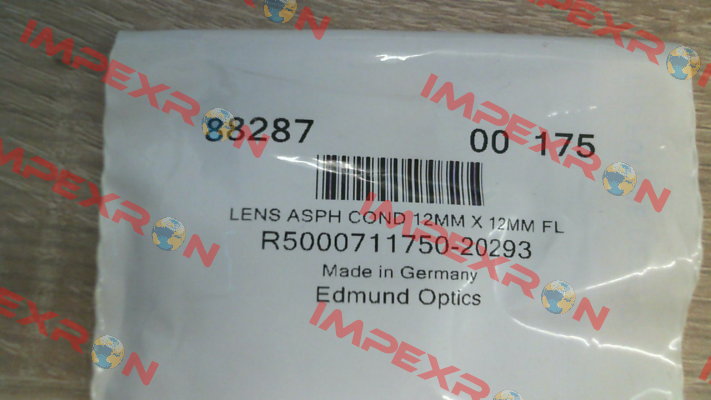 88287 00 175
LENS ASPH COND 12MM X 12MM FL
R5000711750-20293
Made in Germany
Edmund Optics
IMPEXRON
IMPEXRON
IMPEXRON
IMPEXRON
IMPEXRON
IMPEXRON